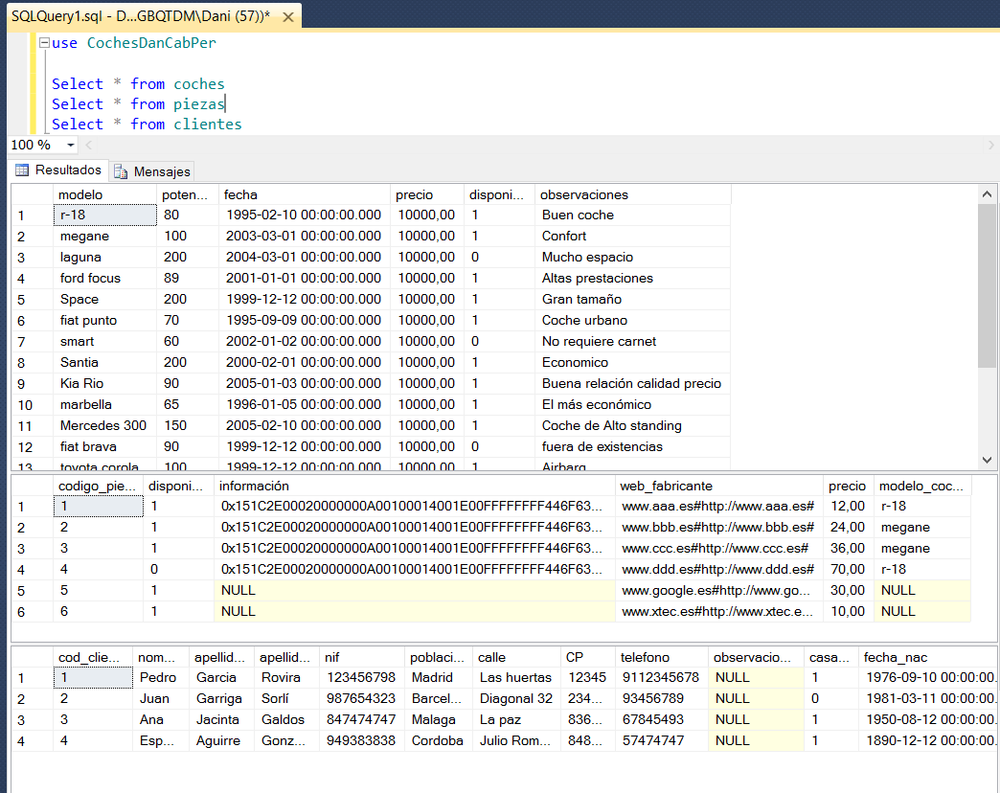 SQLQuery1.sql - D...GBQTDM\Dani (57))* ×
use CochesDanCabPer
Select * from coches
Select * from piezas
Select * from clientes
100 %
Resultados Mensajes
modelo poten... fecha precio disponi... observaciones
1 r-18 80 1995-02-10 00:00:00.000 10000,00 1 Buen coche
2 megane 100 2003-03-01 00:00:00.000 10000,00 1 Confort
3 laguna 200 2004-03-01 00:00:00.000 10000,00 0 Mucho espacio
4 ford focus 89 2001-01-01 00:00:00.000 10000,00 1 Altas prestaciones
5 Space 200 1999-12-12 00:00:00.000 10000,00 1 Gran tamaño
6 fiat punto 70 1995-09-09 00:00:00.000 10000,00 1 Coche urbano
7 smart 60 2002-01-02 00:00:00.000 10000,00 0 No requiere carnet
8 Santia 200 2000-02-01 00:00:00.000 10000,00 1 Economico
9 Kia Rio 90 2005-01-03 00:00:00.000 10000,00 1 Buena relación calidad precio
10 marbella 65 1996-01-05 00:00:00.000 10000,00 1 El más económico
11 Mercedes 300 150 2005-02-10 00:00:00.000 10000,00 1 Coche de Alto standing
12 fiat brava 90 1999-12-12 00:00:00.000 10000,00 0 fuera de existencias
13 toyota corola 100 1999-12-12 00:00:00.000 10000,00 1 Airbarg
codigo_pie... disponi... información web_fabricante precio modelo_coc...
1 1 1 0x151C2E00020000000A00100014001E00FFFFFFFF446F63... www.aaa.es#http://www.aaa.es# 12,00 r-18
2 2 1 0x151C2E00020000000A00100014001E00FFFFFFFF446F63... www.bbb.es#http://www.bbb.es# 24,00 megane
3 3 1 0x151C2E00020000000A00100014001E00FFFFFFFF446F63... www.ccc.es#http://www.ccc.es# 36,00 megane
4 4 0 0x151C2E00020000000A00100014001E00FFFFFFFF446F63... www.ddd.es#http://www.ddd.es# 70,00 r-18
5 5 1 NULL www.google.es#http://www.go... 30,00 NULL
6 6 1 NULL www.xtec.es#http://www.xtec.e... 10,00 NULL
cod_clie... nom... apellid... apellid... nif poblaci... calle CP telefono observacio... casa... fecha_nac
1 1 Pedro Garcia Rovira 123456798 Madrid Las huertas 12345 9112345678 NULL 1 1976-09-10 00:00:00.
2 2 Juan Garriga Sorlí 987654323 Barcel... Diagonal 32 234... 93456789 NULL 0 1981-03-11 00:00:00.
3 3 Ana Jacinta Galdos 847474747 Malaga La paz 836... 67845493 NULL 1 1950-08-12 00:00:00.
4 4 Esp... Aguirre Gonz... 949383838 Cordoba Julio Rom... 848... 57474747 NULL 1 1890-12-12 00:00:00.